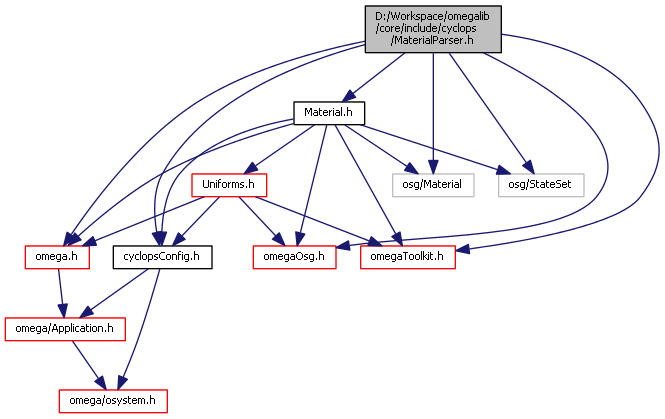 D:/Workspace/omegalib
/core/include/cyclops
/MaterialParser.h
Material.h
Uniforms.h
osg/Material
osg/StateSet
omega.h
cyclopsConfig.h
omegaOsg.h
omegaToolkit.h
omega/Application.h
omega/osystem.h